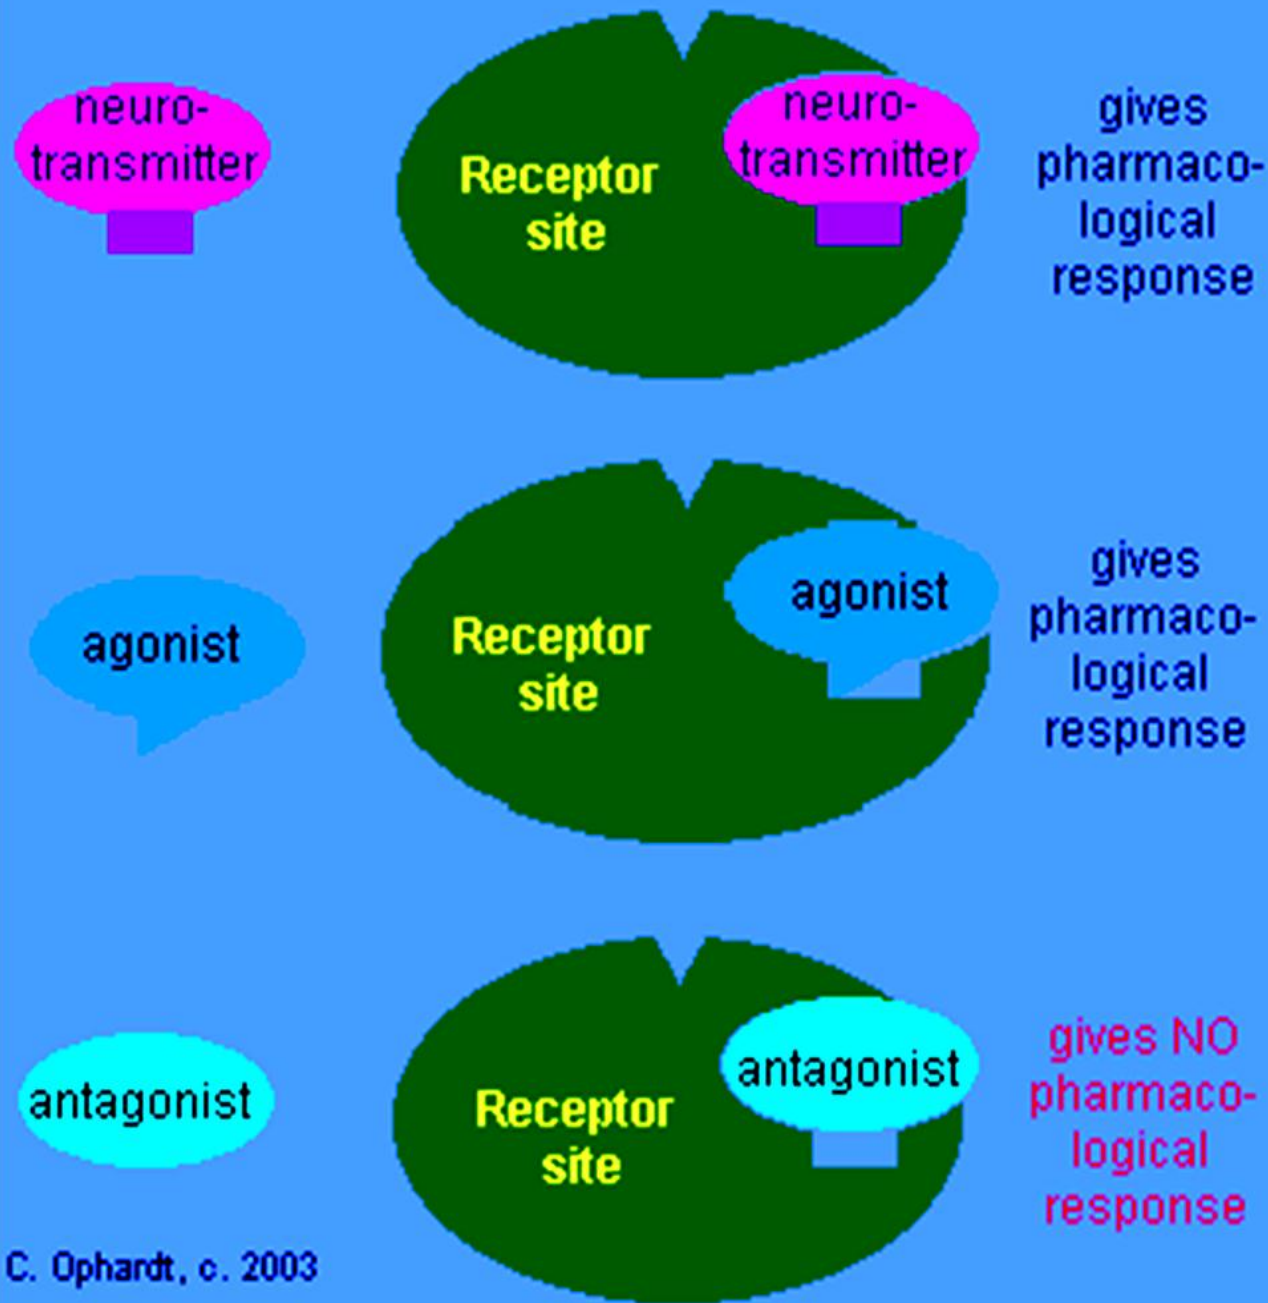 neuro-
transmitter
Receptor
site
neuro-
transmitter
gives
pharmaco-
logical
response
agonist
Receptor
site
agonist
gives
pharmaco-
logical
response
antagonist
Receptor
site
antagonist
gives NO
pharmaco-
logical
response
C. Ophardt, c. 2003